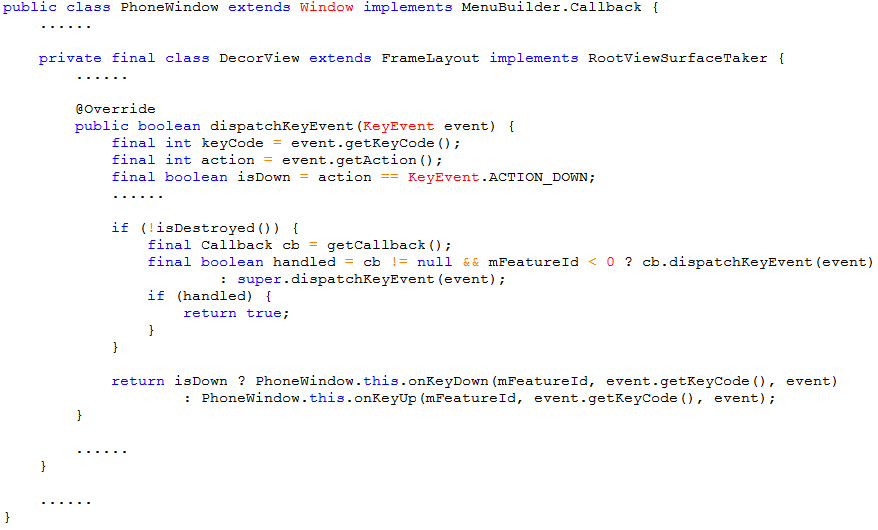 public class PhoneWindow extends Window implements MenuBuilder.Callback {
    ......

    private final class DecorView extends FrameLayout implements RootViewSurfaceTaker {
        ......

        @Override
        public boolean dispatchKeyEvent(KeyEvent event) {
            final int keyCode = event.getKeyCode();
            final int action = event.getAction();
            final boolean isDown = action == KeyEvent.ACTION_DOWN;
            ......

            if (!isDestroyed()) {
                final Callback cb = getCallback();
                final boolean handled = cb != null && mFeatureId < 0 ? cb.dispatchKeyEvent(event)
                        : super.dispatchKeyEvent(event);
                if (handled) {
                    return true;
                }
            }

            return isDown ? PhoneWindow.this.onKeyDown(mFeatureId, event.getKeyCode(), event)
                    : PhoneWindow.this.onKeyUp(mFeatureId, event.getKeyCode(), event);
        }

        ......
    }

    ......
}